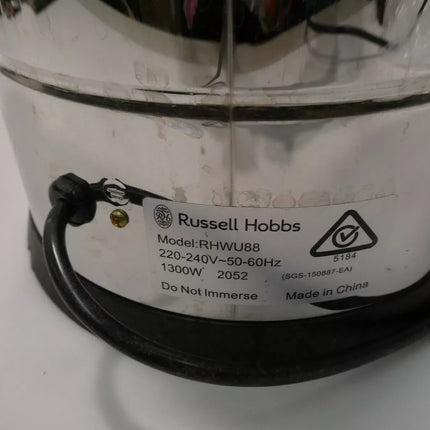 Russell Hobbs
Model:RHWU88
220-240V~50-60Hz
1300W 2052
Do Not Immerse
5184
(SGS-150887-EA)
Made in China